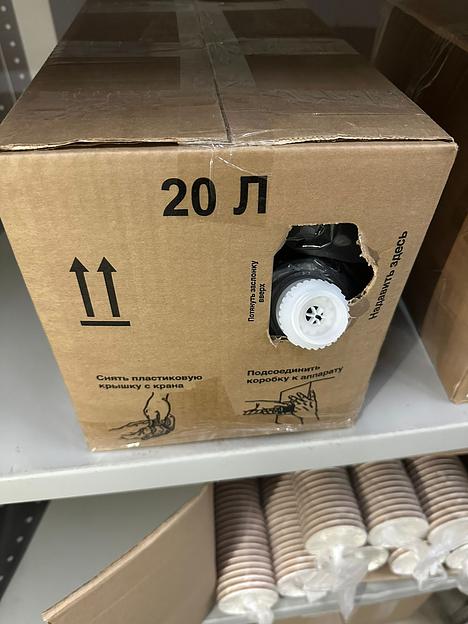 20 Л
Потянуть заслонку
вверх
Надавить здесь
Снять пластиковую
крышку с крана
Подсоединить
коробку к аппарату